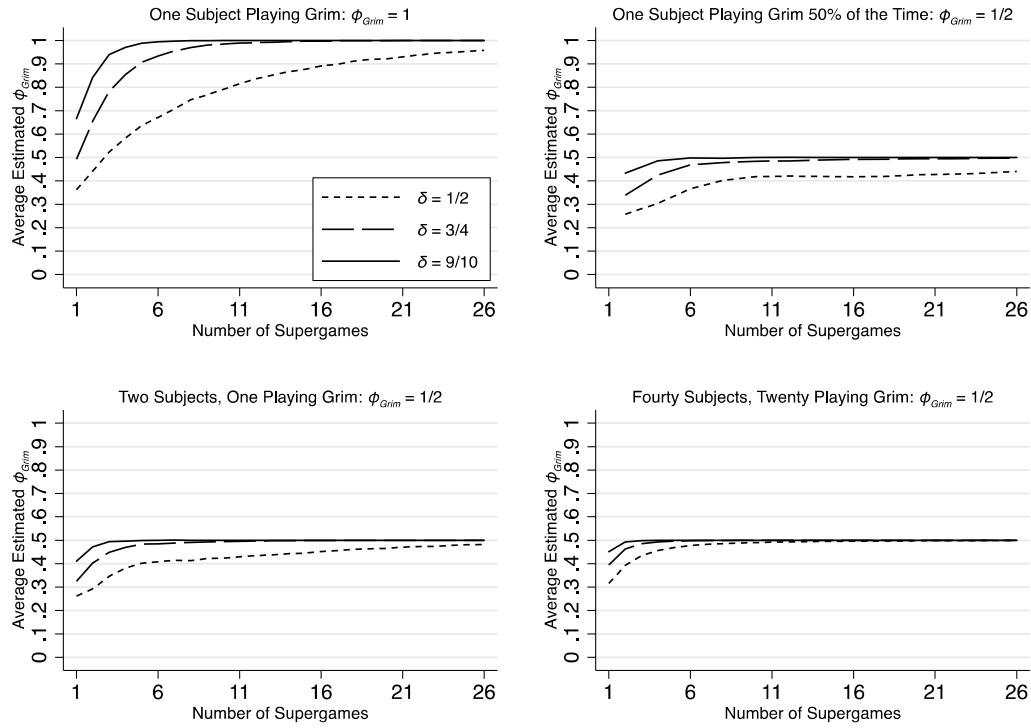 One Subject Playing Grim: ϕGrim = 1
Average Estimated ϕGrim
0 .1 .2 .3 .4 .5 .6 .7 .8 .9 1
δ = 1/2
δ = 3/4
δ = 9/10
1 6 11 16 21 26
Number of Supergames
One Subject Playing Grim 50% of the Time: ϕGrim = 1/2
Average Estimated ϕGrim
0 .1 .2 .3 .4 .5 .6 .7 .8 .9 1
1 6 11 16 21 26
Number of Supergames
Two Subjects, One Playing Grim: ϕGrim = 1/2
Average Estimated ϕGrim
0 .1 .2 .3 .4 .5 .6 .7 .8 .9 1
1 6 11 16 21 26
Number of Supergames
Fourty Subjects, Twenty Playing Grim: ϕGrim = 1/2
Average Estimated ϕGrim
0 .1 .2 .3 .4 .5 .6 .7 .8 .9 1
1 6 11 16 21 26
Number of Supergames